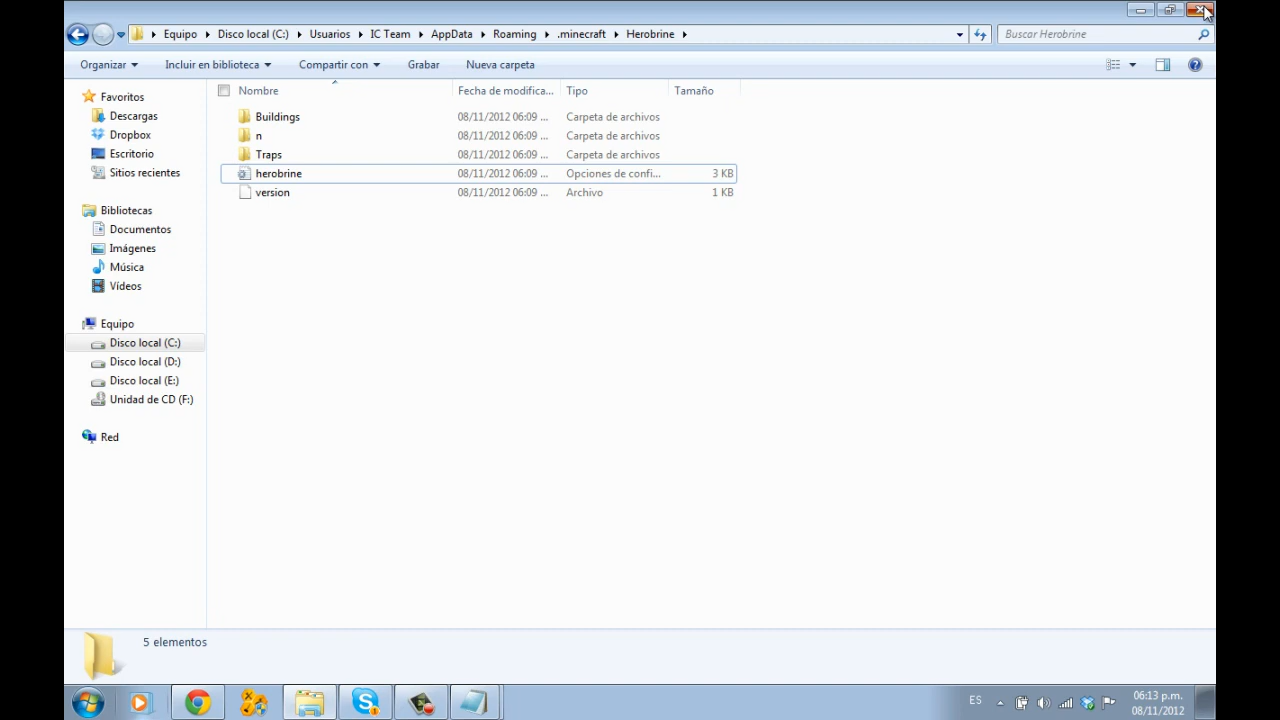 Equipo Disco local (C:) Usuarios IC Team AppData Roaming .minecraft Herobrine
Buscar Herobrine
Organizar Incluir en biblioteca Compartir con Grabar Nueva carpeta
Nombre Fecha de modifica... Tipo Tamaño
Buildings 08/11/2012 06:09 ... Carpeta de archivos
n 08/11/2012 06:09 ... Carpeta de archivos
Traps 08/11/2012 06:09 ... Carpeta de archivos
herobrine 08/11/2012 06:09 ... Opciones de confi... 3 KB
version 08/11/2012 06:09 ... Archivo 1 KB
Favoritos
Descargas
Dropbox
Escritorio
Sitios recientes
Bibliotecas
Documentos
Imágenes
Música
Vídeos
Equipo
Disco local (C:)
Disco local (D:)
Disco local (E:)
Unidad de CD (F:)
Red
5 elementos
ES
06:13 p.m.
08/11/2012